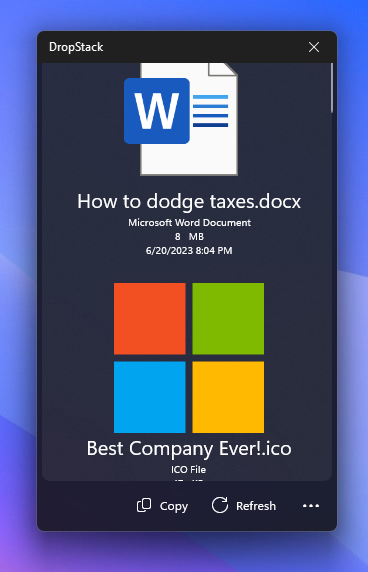 DropStack
W
How to dodge taxes.docx
Microsoft Word Document
8 MB
6/20/2023 8:04 PM
Best Company Ever!.ico
ICO File
Copy
Refresh